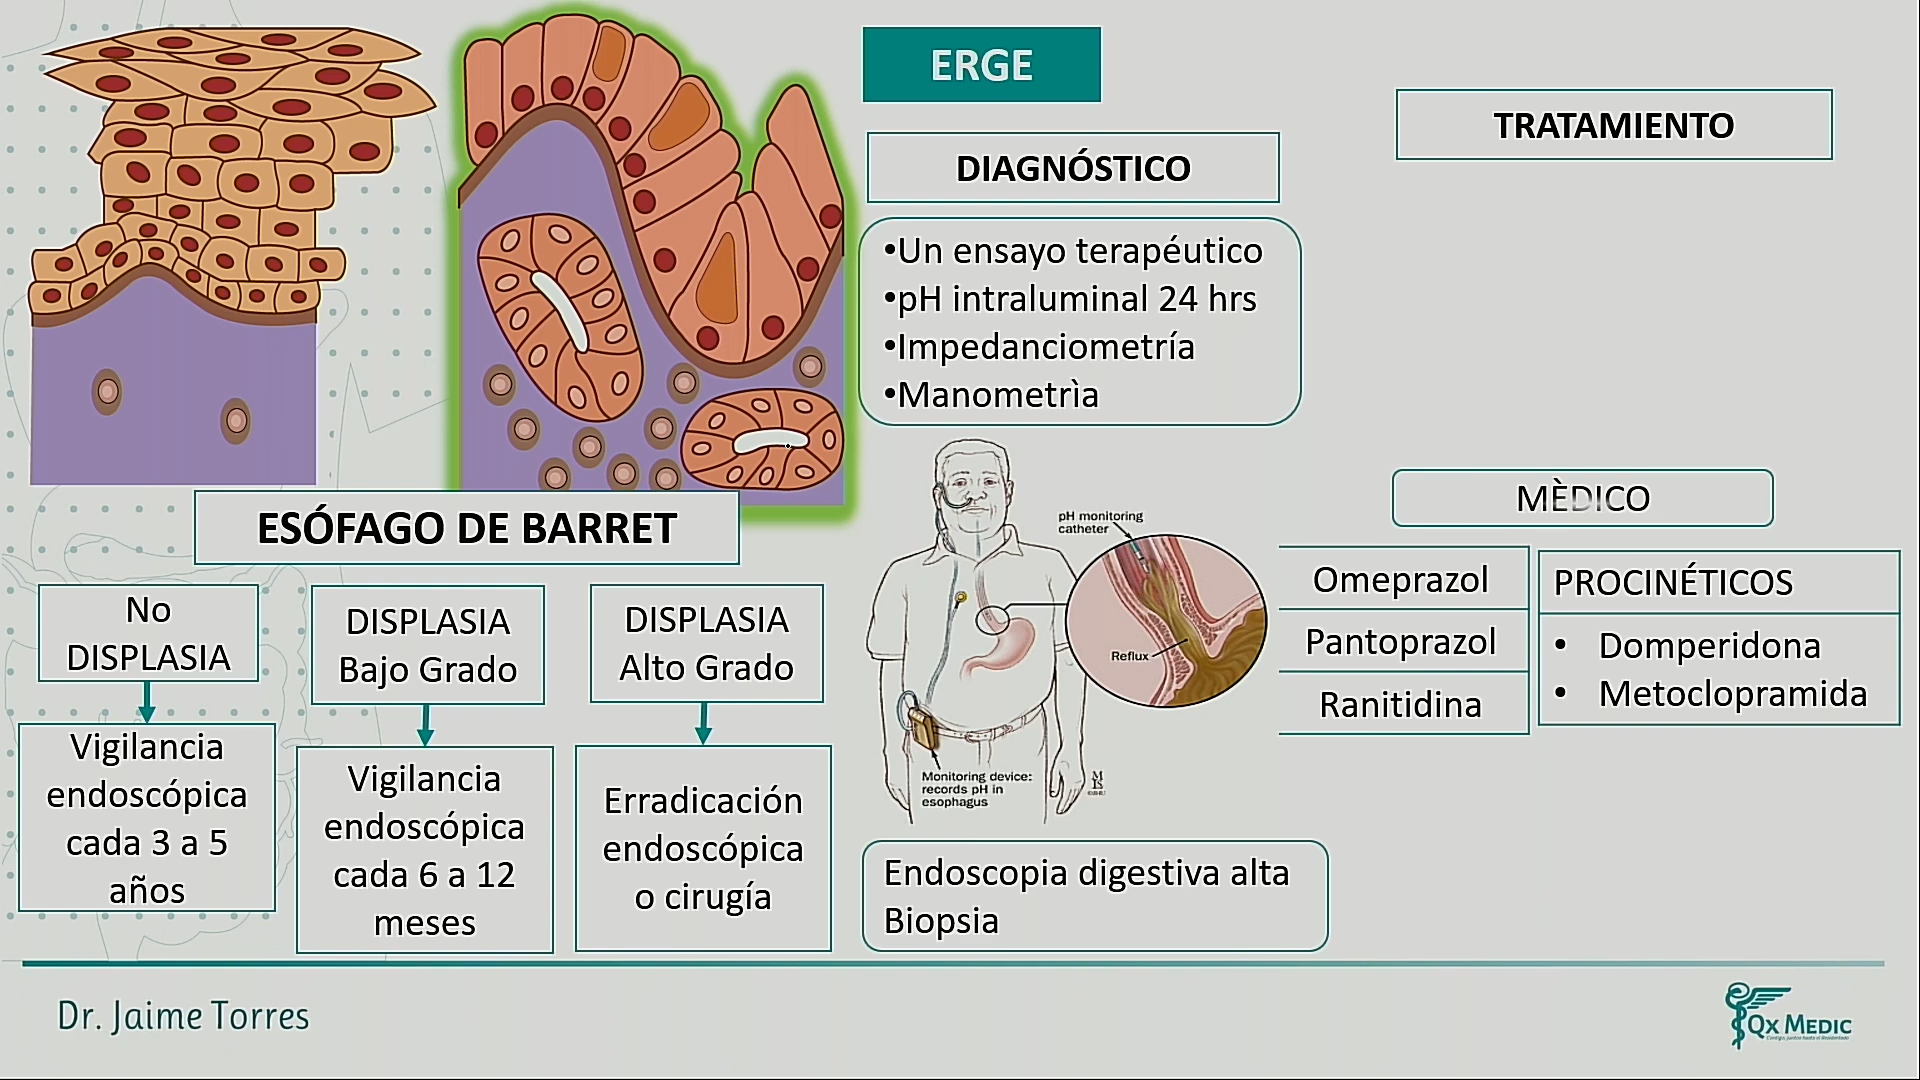 ERGE
TRATAMIENTO
DIAGNÓSTICO
•Un ensayo terapéutico
•pH intraluminal 24 hrs
•Impedanciometría
•Manometrìa
pH monitoring
catheter
Reflux
Monitoring device:
records pH in
esophagus
Endoscopia digestiva alta
Biopsia
MÈDICO
Omeprazol
Pantoprazol
Ranitidina
PROCINÉTICOS
• Domperidona
• Metoclopramida
ESÓFAGO DE BARRET
No
DISPLASIA
Vigilancia
endoscópica
cada 3 a 5
años
DISPLASIA
Bajo Grado
Vigilancia
endoscópica
cada 6 a 12
meses
DISPLASIA
Alto Grado
Erradicación
endoscópica
o cirugía
Dr. Jaime Torres
QX MEDIC